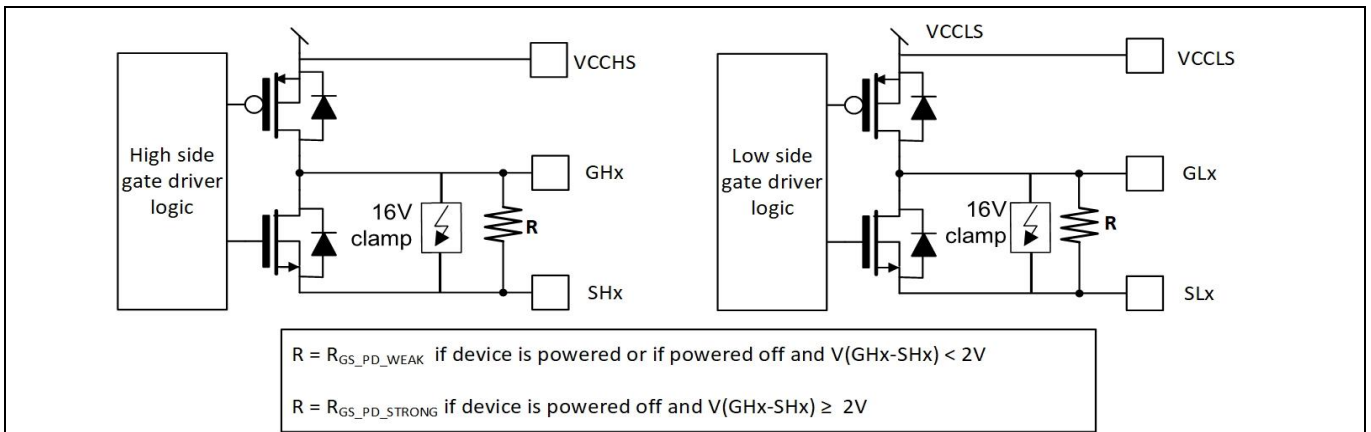 VCCHS
High side
gate driver
logic
GHx
16V
clamp
R
SHx
VCCLS
VCCLS
Low side
gate driver
logic
GLx
16V
clamp
R
SLx
R = RGS_PD_WEAK if device is powered or if powered off and V(GHx-SHx) < 2V
R = RGS_PD_STRONG if device is powered off and V(GHx-SHx) ≥ 2V